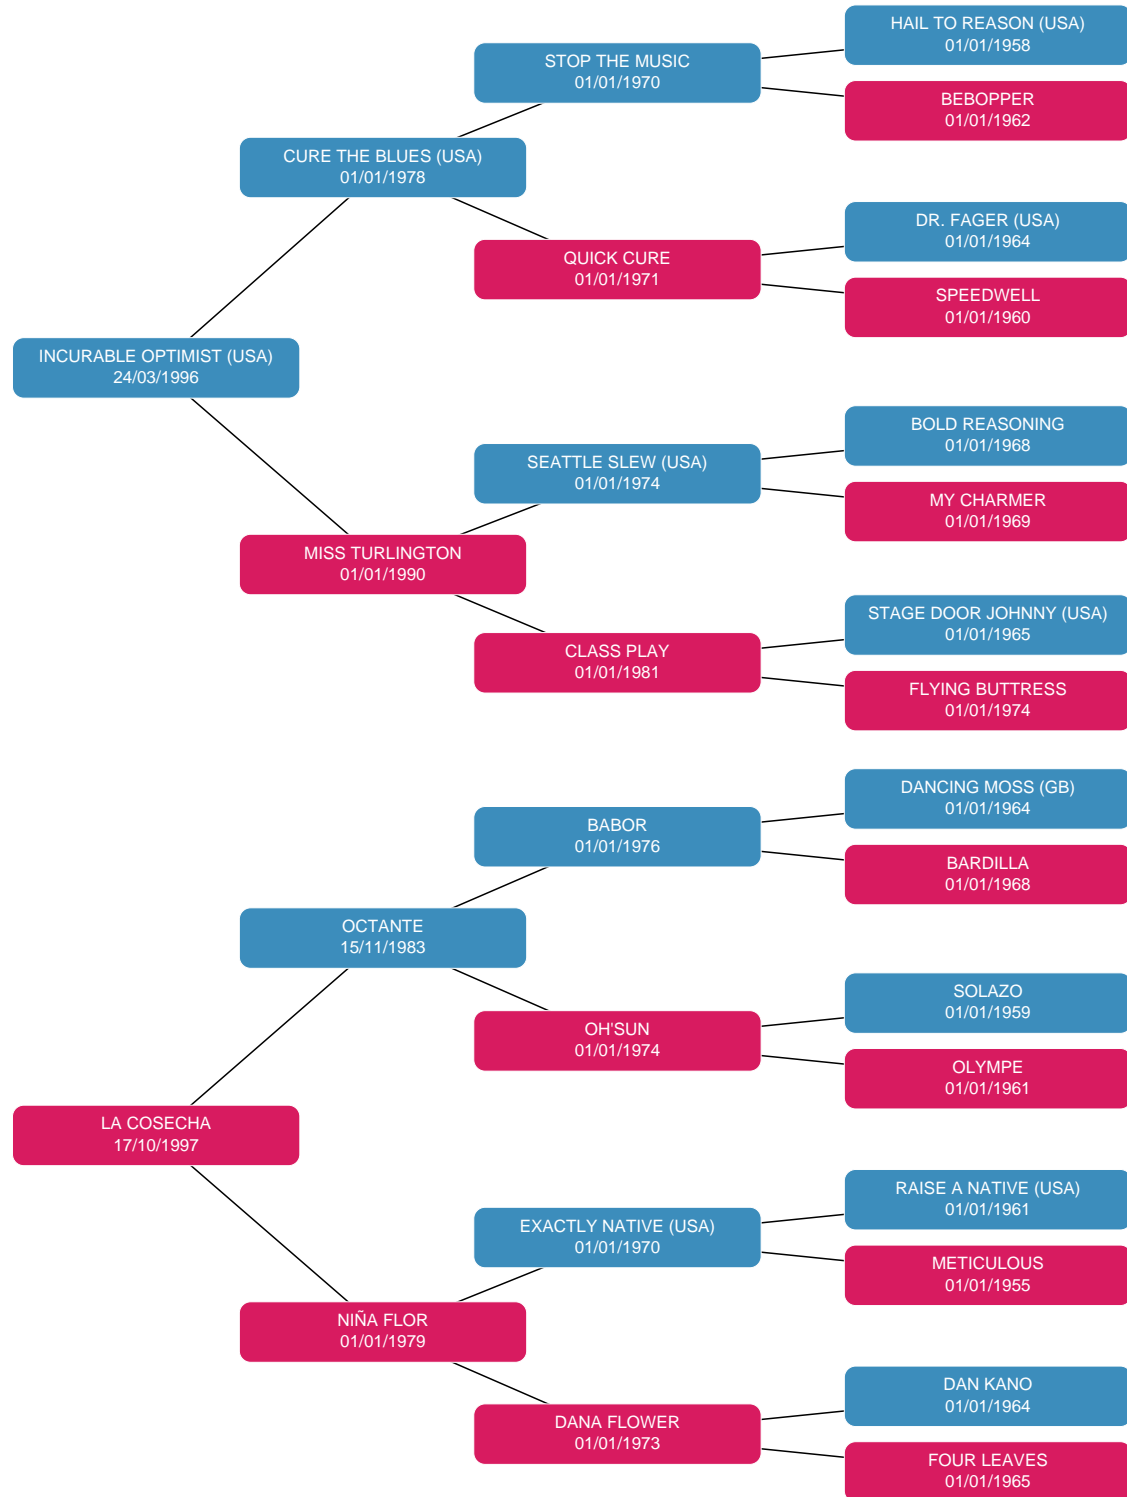 HAIL TO REASON (USA)
01/01/1958
STOP THE MUSIC
01/01/1970
BEBOPPER
01/01/1962
CURE THE BLUES (USA)
01/01/1978
DR. FAGER (USA)
01/01/1964
QUICK CURE
01/01/1971
SPEEDWELL
01/01/1960
INCURABLE OPTIMIST (USA)
24/03/1996
BOLD REASONING
01/01/1968
SEATTLE SLEW (USA)
01/01/1974
MY CHARMER
01/01/1969
MISS TURLINGTON
01/01/1990
STAGE DOOR JOHNNY (USA)
01/01/1965
CLASS PLAY
01/01/1981
FLYING BUTTRESS
01/01/1974
DANCING MOSS (GB)
01/01/1964
BABOR
01/01/1976
BARDILLA
01/01/1968
OCTANTE
15/11/1983
SOLAZO
01/01/1959
OH'SUN
01/01/1974
OLYMPE
01/01/1961
LA COSECHA
17/10/1997
RAISE A NATIVE (USA)
01/01/1961
EXACTLY NATIVE (USA)
01/01/1970
METICULOUS
01/01/1955
NIÑA FLOR
01/01/1979
DAN KANO
01/01/1964
DANA FLOWER
01/01/1973
FOUR LEAVES
01/01/1965